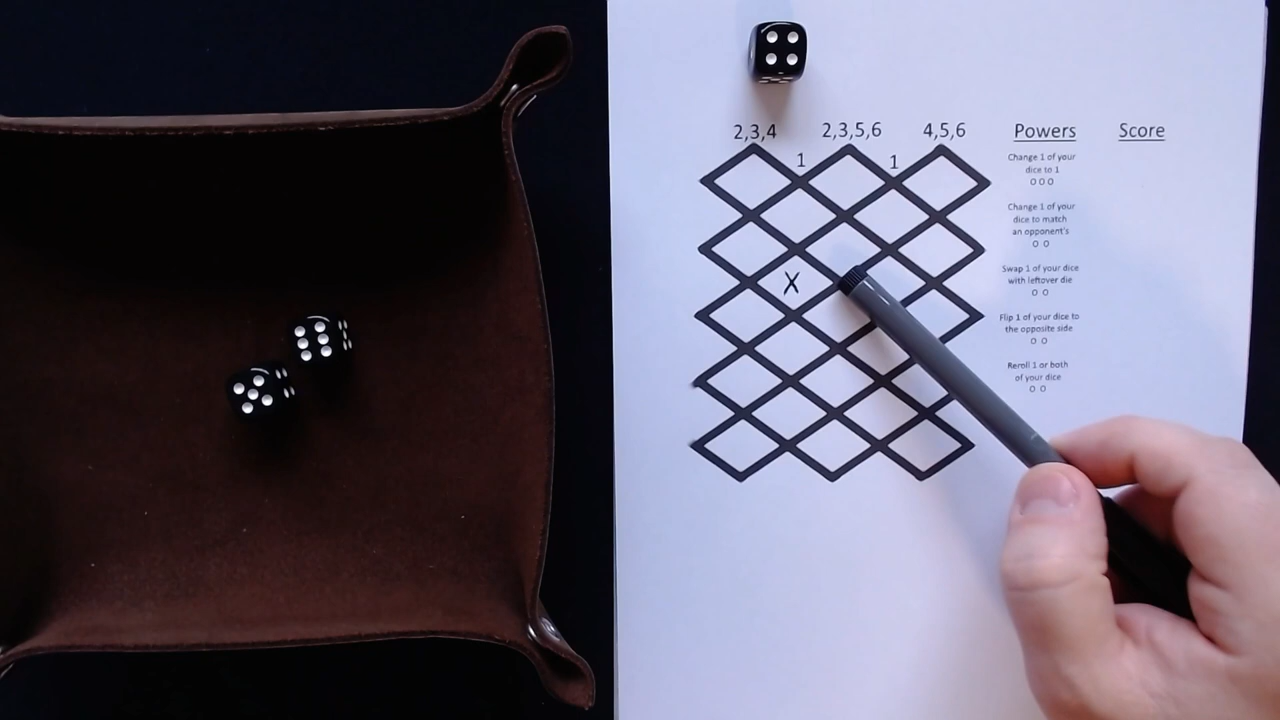 2,3,4 2,3,5,6 4,5,6 Powers Score
1 1
Change 1 of your
dice to 1
O O O
Change 1 of your
dice to match
an opponent's
O O
X
Swap 1 of your dice
with leftover die
O O
Flip 1 of your dice to
the opposite side
O O
Reroll 1 or both
of your dice
O O